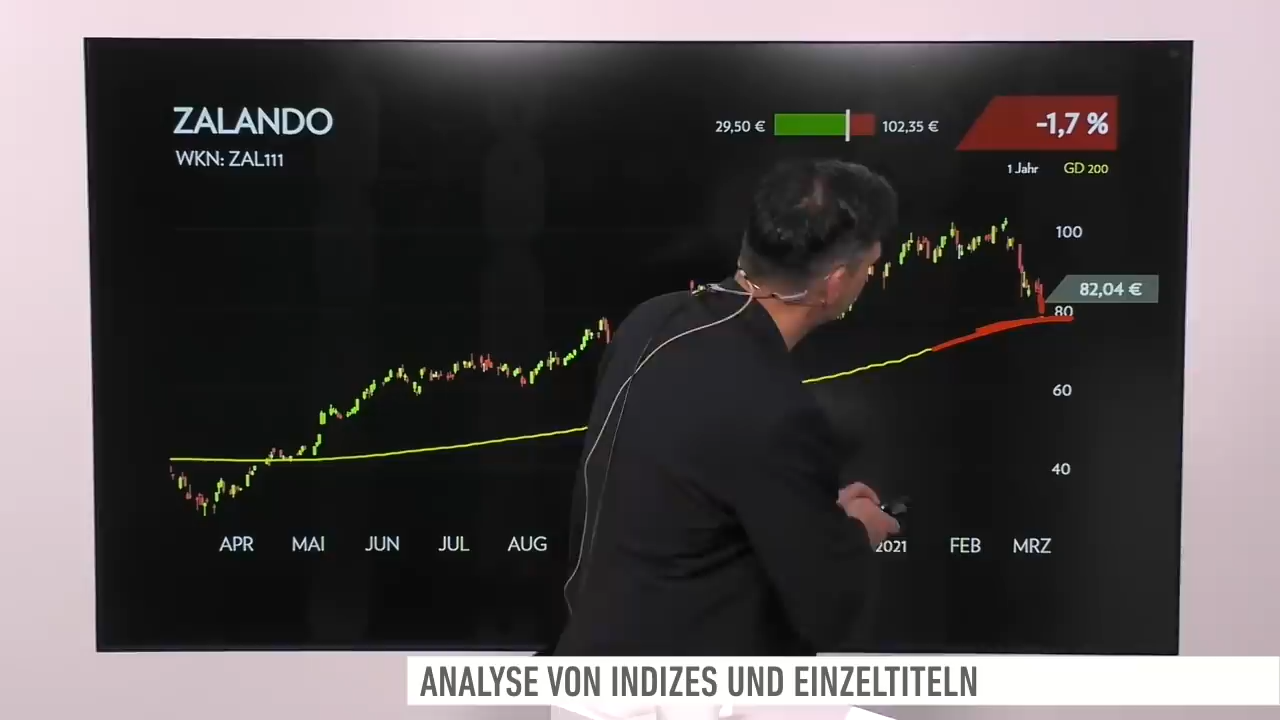 ZALANDO
WKN: ZAL111
29,50 €
102,35 €
-1,7 %
1 Jahr
GD 200
100
82,04 €
80
60
40
APR
MAI
JUN
JUL
AUG
2021
FEB
MRZ
ANALYSE VON INDIZES UND EINZELTITELN